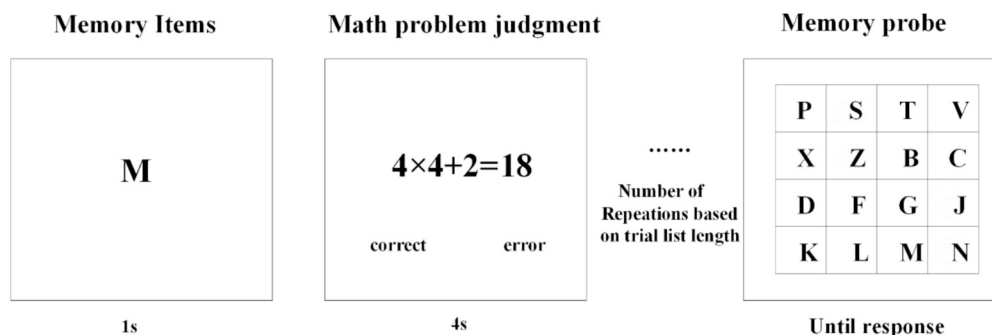 Memory Items
Math problem judgment
Memory probe
M
4×4+2=18
correct error
......
Number of
Repeations based
on trial list length
P S T V
X Z B C
D F G J
K L M N
1s
4s
Until response